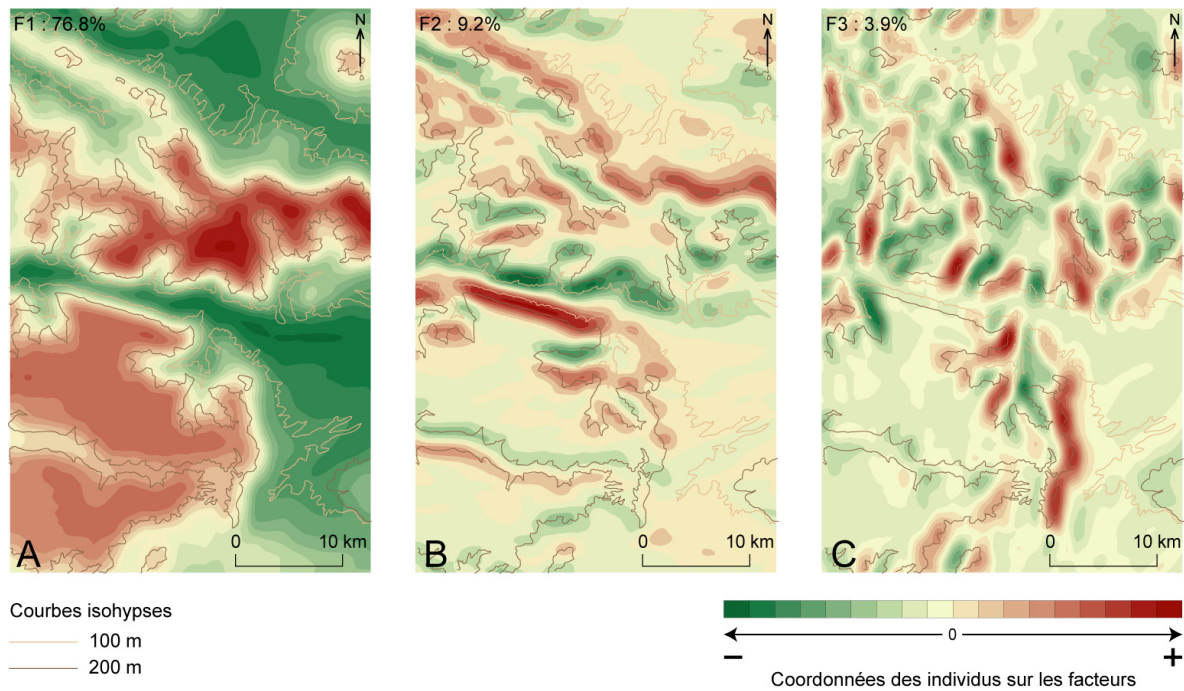 F1 : 76.8%
N
A
0 10 km
F2 : 9.2%
N
B
0 10 km
F3 : 3.9%
N
C
0 10 km
Courbes isohypses
100 m
200 m
0
− +
Coordonnées des individus sur les facteurs